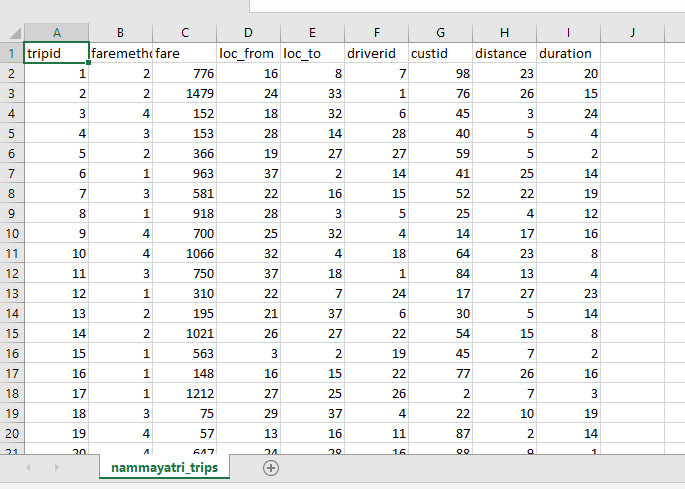 A B C D E F G H I J
1 tripid faremetho fare loc_from loc_to driverid custid distance duration
2 1 2 776 16 8 7 98 23 20
3 2 2 1479 24 33 1 76 26 15
4 3 4 152 18 32 6 45 3 24
5 4 3 153 28 14 28 40 5 4
6 5 2 366 19 27 27 59 5 2
7 6 1 963 37 2 14 41 25 14
8 7 3 581 22 16 15 52 22 19
9 8 1 918 28 3 5 25 4 12
10 9 4 700 25 32 4 14 17 16
11 10 4 1066 32 4 18 64 23 8
12 11 3 750 37 18 1 84 13 4
13 12 1 310 22 7 24 17 27 23
14 13 2 195 21 37 6 30 5 14
15 14 2 1021 26 27 22 54 15 8
16 15 1 563 3 2 19 45 7 2
17 16 1 148 16 15 22 77 26 16
18 17 1 1212 27 25 26 2 7 3
19 18 3 75 29 37 4 22 10 19
20 19 4 57 13 16 11 87 2 14
21 20 4 647 24 28 16 88 9 1
nammayatri_trips